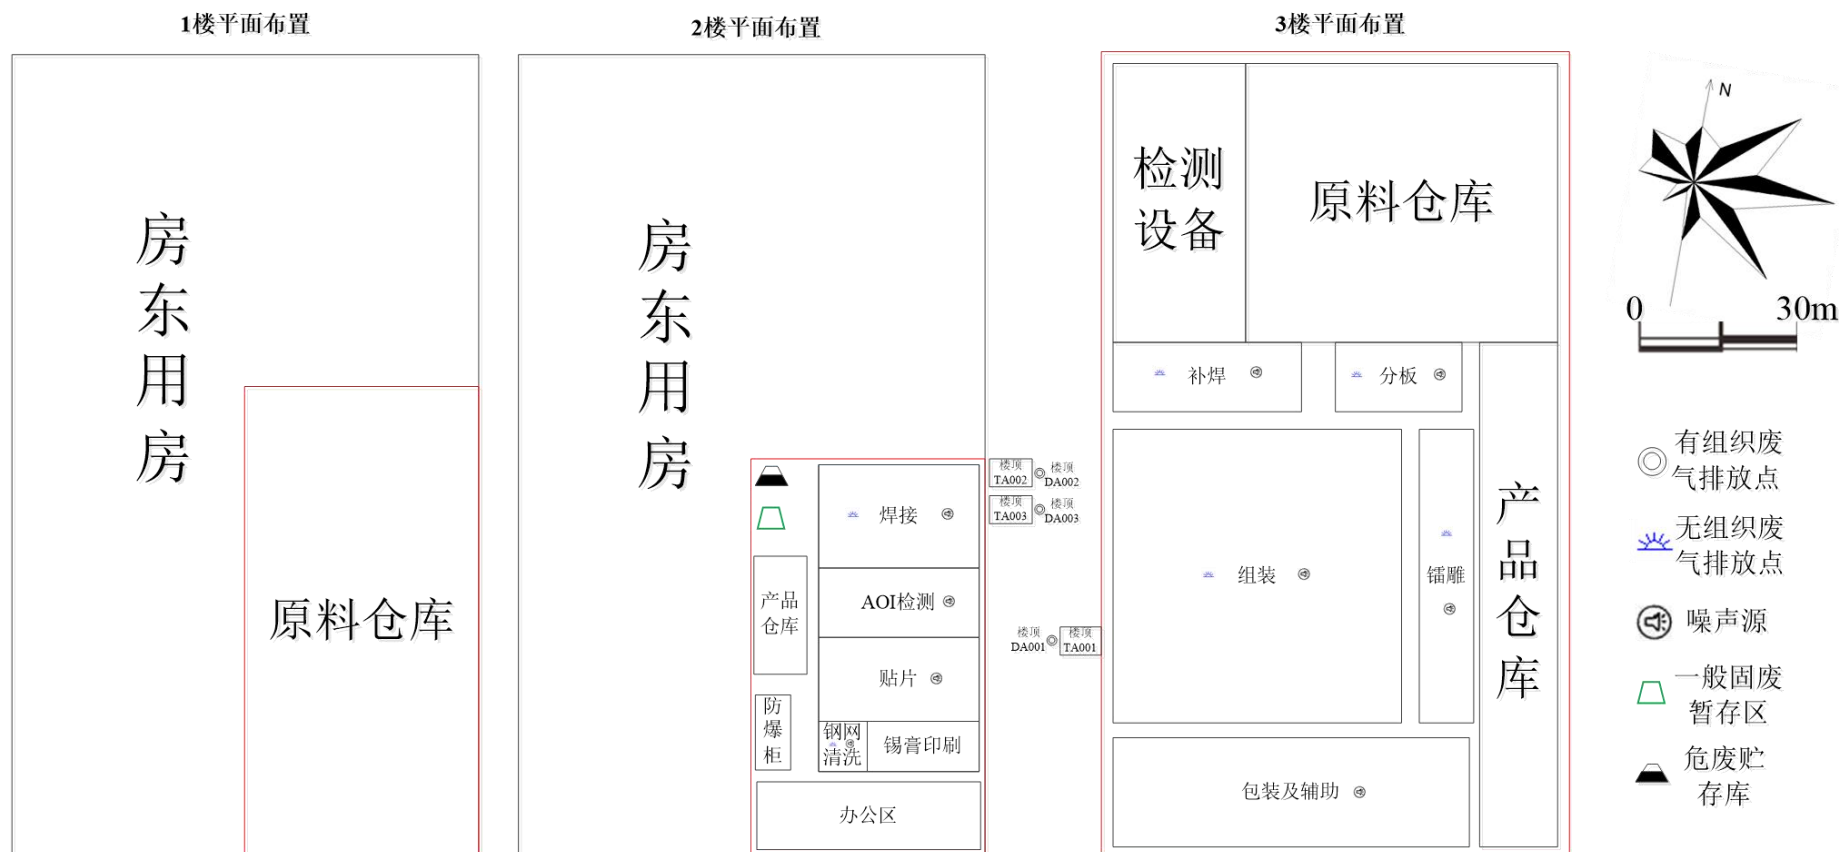 1楼平面布置
2楼平面布置
3楼平面布置
房
东
用
房
原料仓库
房
东
用
房
焊接
AOI检测
产品
仓库
贴片
防
爆
柜
钢网
清洗
锡膏印刷
办公区
楼顶
TA002
楼顶
DA002
楼顶
TA003
楼顶
DA003
楼顶
DA001
楼顶
TA001
检测
设备
原料仓库
补焊
分板
组装
镭雕
产
品
仓
库
包装及辅助
N
0
30m
有组织废
气排放点
无组织废
气排放点
噪声源
一般固废
暂存区
危废贮
存库